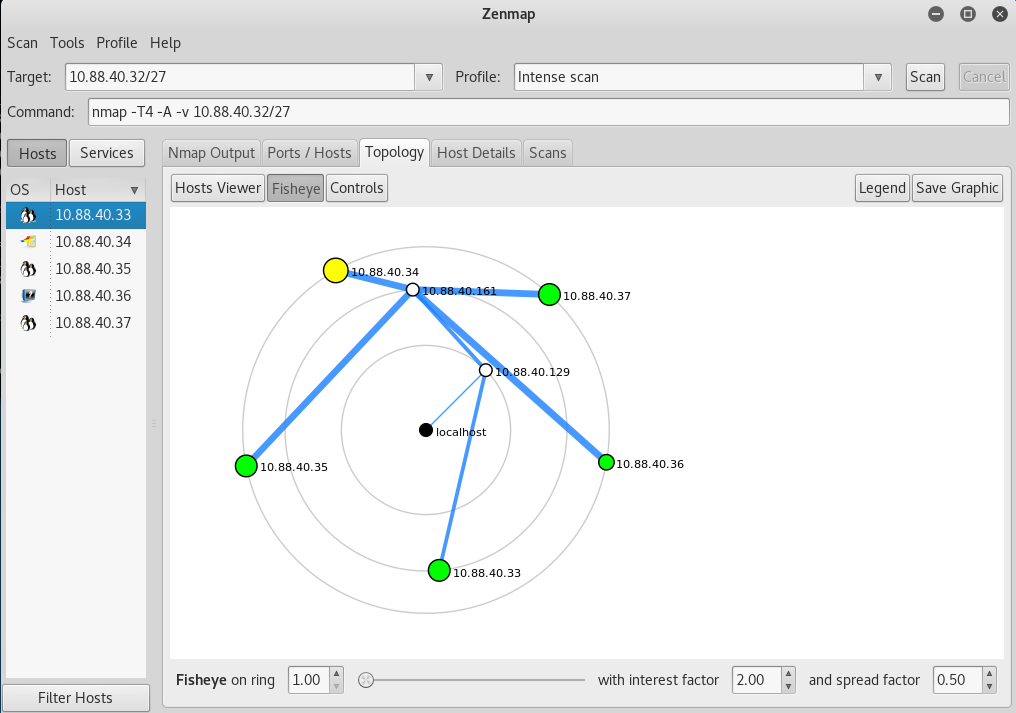 Zenmap
Scan Tools Profile Help
Target: 10.88.40.32/27 Profile: Intense scan Scan Cancel
Command: nmap -T4 -A -v 10.88.40.32/27
Hosts Services Nmap Output Ports / Hosts Topology Host Details Scans
OS Host
10.88.40.33
10.88.40.34
10.88.40.35
10.88.40.36
10.88.40.37
Filter Hosts
Hosts Viewer Fisheye Controls Legend Save Graphic
10.88.40.34
10.88.40.161
10.88.40.37
10.88.40.129
localhost
10.88.40.35
10.88.40.36
10.88.40.33
Fisheye on ring 1.00 with interest factor 2.00 and spread factor 0.50